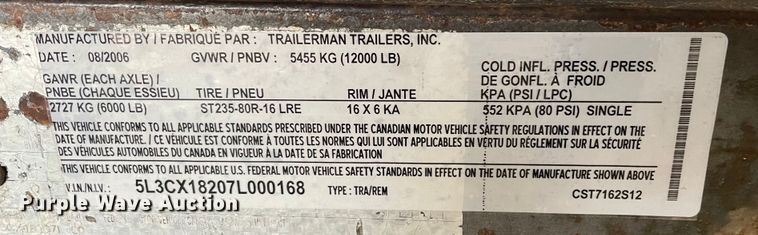 MANUFACTURED BY / FABRIQUÉ PAR : TRAILERMAN TRAILERS, INC.
DATE : 08/2006 GVWR / PNBV : 5455 KG (12000 LB)
COLD INFL. PRESS. / PRESS. DE GONFL. À FROID
GAWR (EACH AXLE) / PNBE (CHAQUE ESSIEU) TIRE / PNEU RIM / JANTE KPA (PSI / LPC)
2727 KG (6000 LB) ST235-80R-16 LRE 16 X 6 KA 552 KPA (80 PSI) SINGLE
THIS VEHICLE CONFORMS TO ALL APPLICABLE STANDARDS PRESCRIBED UNDER THE CANADIAN MOTOR VEHICLE SAFETY REGULATIONS IN EFFECT ON THE
DATE OF MANUFACTURE. / CE VÉHICULE EST CONFORME À TOUTES LES NORMES QUI LUI SONT APPLICABLES EN VERTU DU RÈGLEMENT SUR LA SÉCURITÉ
DES VÉHICULES AUTOMOBILES DU CANADA EN VIGUEUR À LA DATE DE SA FABRICATION.
THIS VEHICLE CONFORMS TO ALL APPLICABLE U.S. FEDERAL MOTOR VEHICLE SAFETY STANDARDS IN EFFECT ON THE DATE OF MANUFACTURE SHOWN ABOVE
V.I.N./N.I.V. : 5L3CX18207L000168 TYPE : TRA/REM CST7162S12
Purple Wave Auction